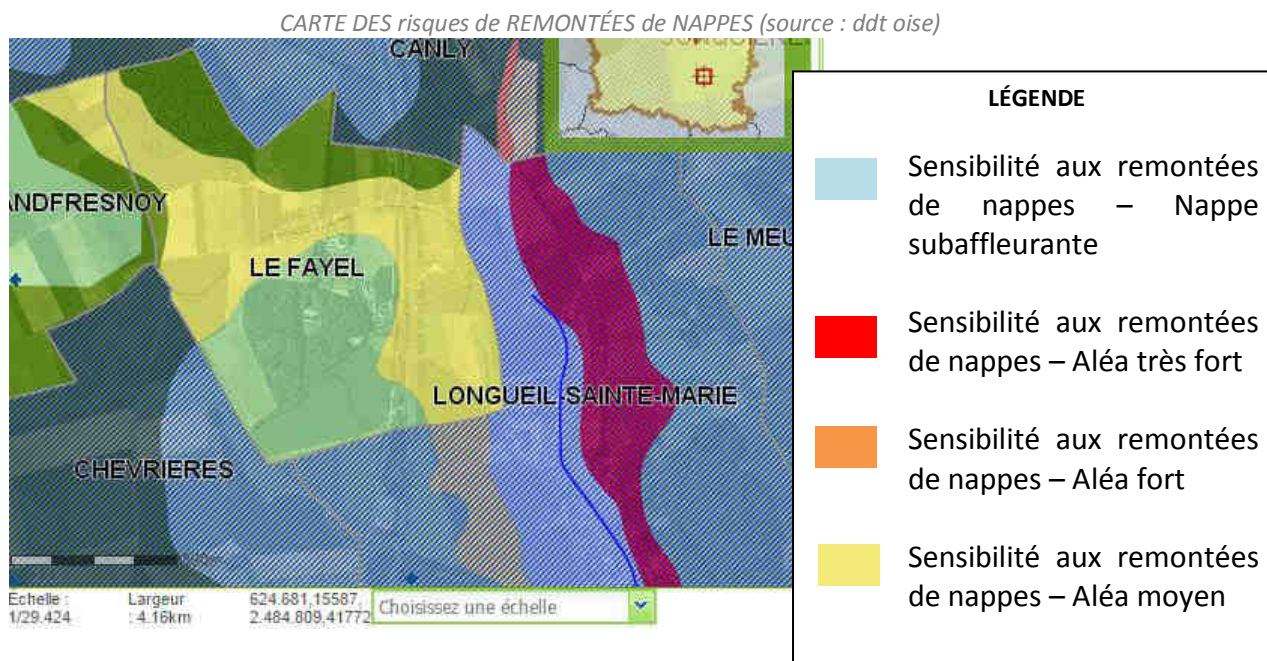 CARTE DES risques de REMONTÉES de NAPPES (source : ddt oise)
CANLY
LÉGENDE
Sensibilité aux remontées
de nappes – Nappe
subaffleurante
ANDFRESNOY
LE MEU
LE FAYEL
Sensibilité aux remontées
de nappes – Aléa très fort
LONGUEIL-SAINTE-MARIE
Sensibilité aux remontées
de nappes – Aléa fort
CHEVRIERES
Sensibilité aux remontées
de nappes – Aléa moyen
Echelle :
1/29.424
Largeur
: 4.16km
624.681,15587,
2.484.809,41772
Choisissez une échelle